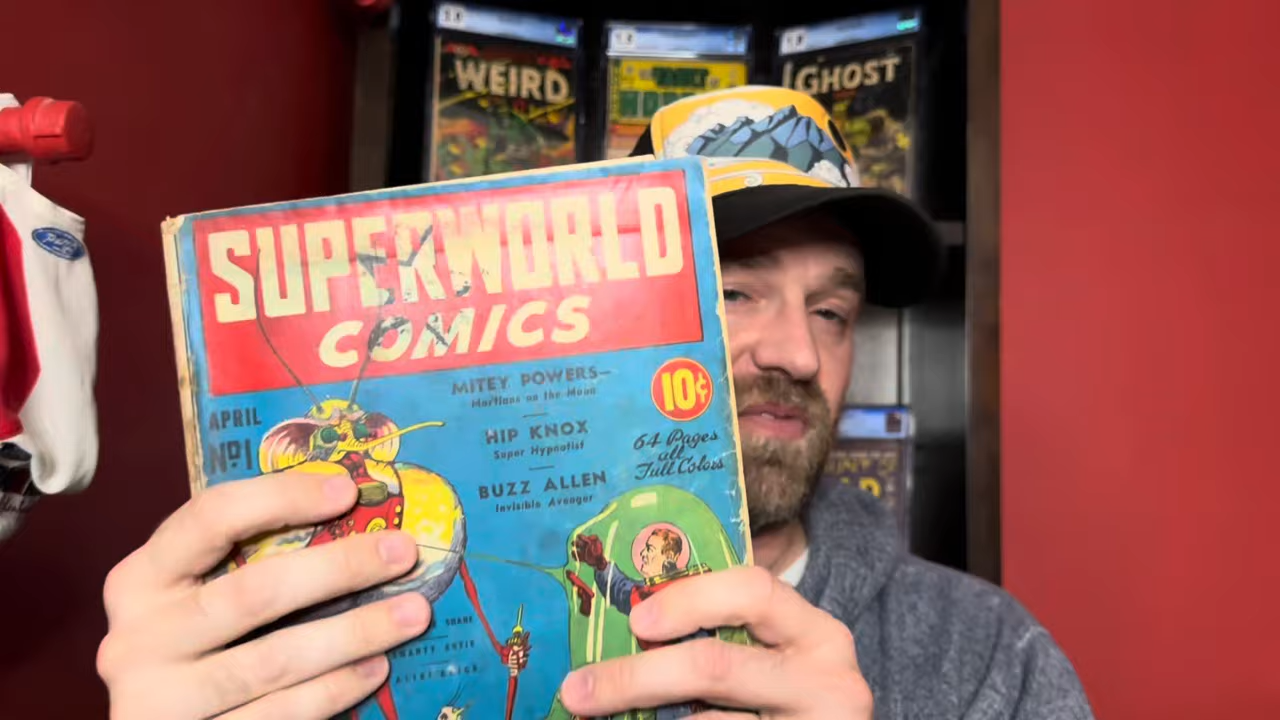 WEIRD
GHOST
SUPERWORLD
COMICS
APRIL
Nº1
MITEY POWERS—
Martians on the Moon
HIP KNOX
Super Hypnotist
BUZZ ALLEN
Invisible Avenger
10¢
64 Pages
all
Full Colors
Ford